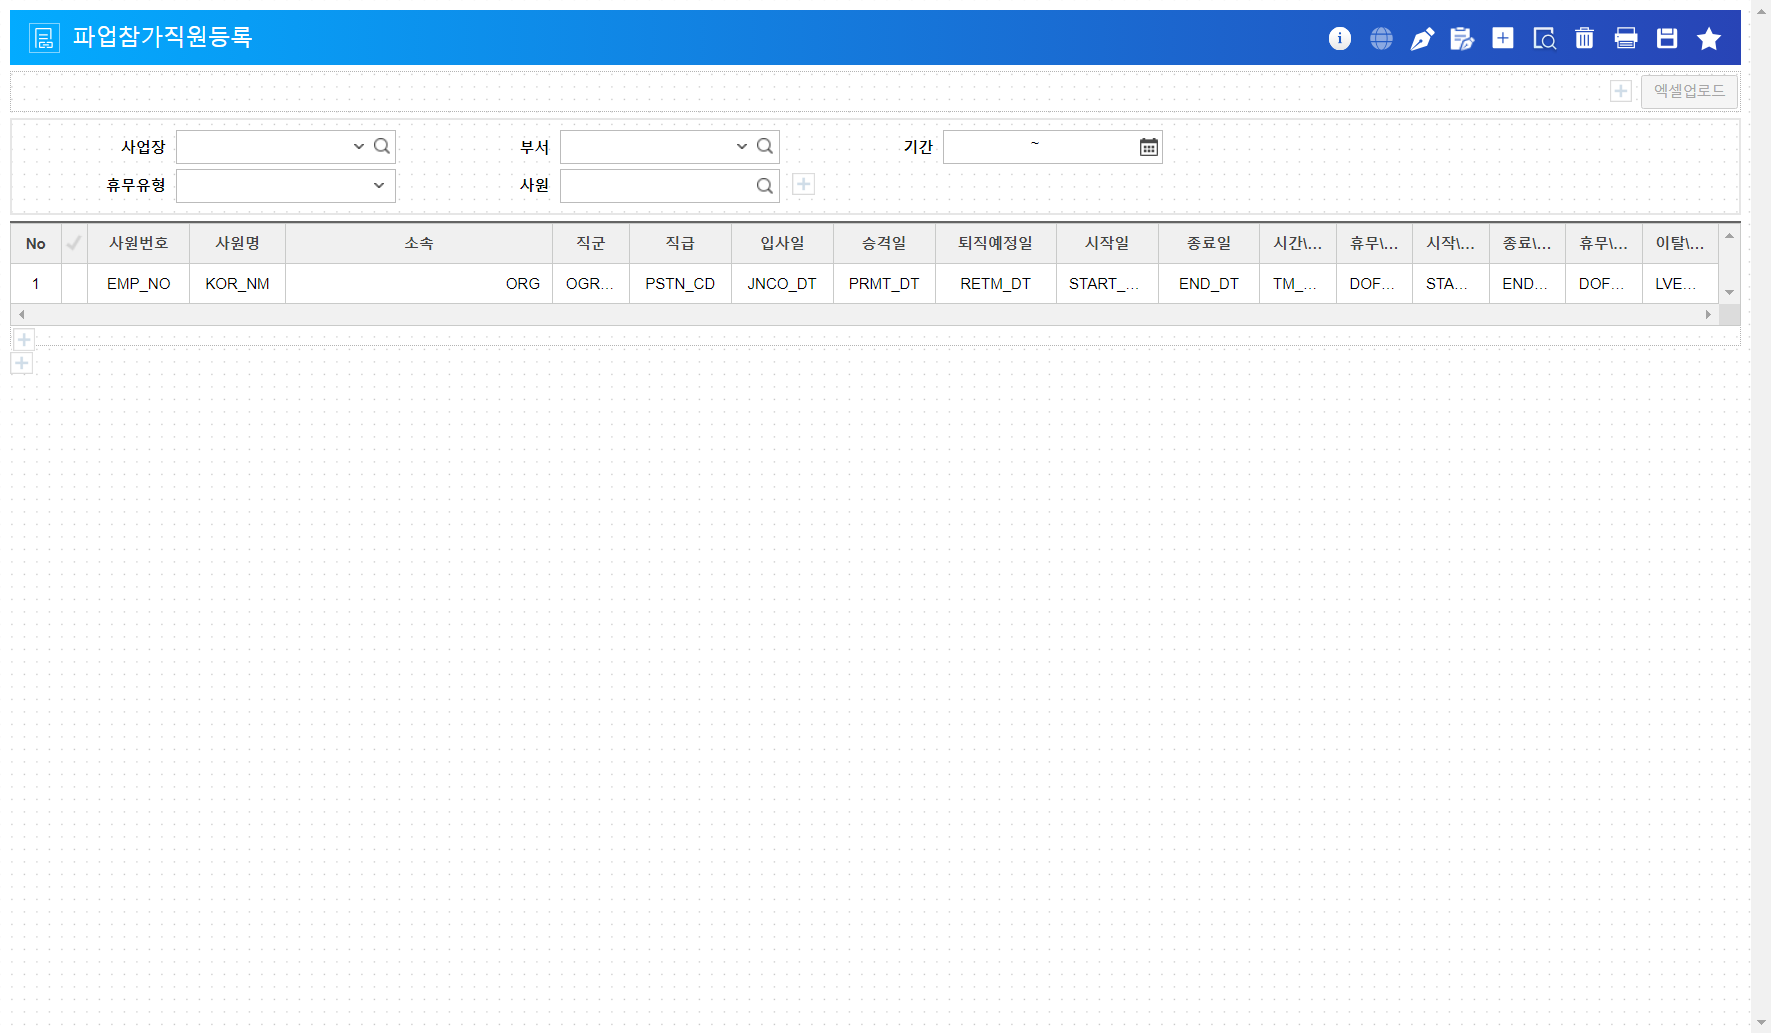 파업참가직원등록
엑셀업로드
사업장 부서 기간 ~
휴무유형 사원
No 사원번호 사원명 소속 직군 직급 입사일 승격일 퇴직예정일 시작일 종료일 시간\... 휴무\... 시작\... 종료\... 휴무\... 이탈\...
1 EMP_NO KOR_NM ORG OGR... PSTN_CD JNCO_DT PRMT_DT RETM_DT START_... END_DT TM_... DOF... STA... END... DOF... LVE...